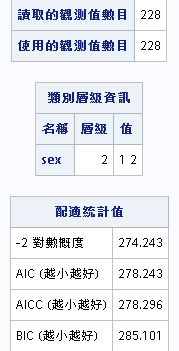 讀取的觀測值數目 228
使用的觀測值數目 228
類別層級資訊
名稱 層級 值
sex 2 1 2
配適統計值
-2 對數概度 274.243
AIC (越小越好) 278.243
AICC (越小越好) 278.296
BIC (越小越好) 285.101